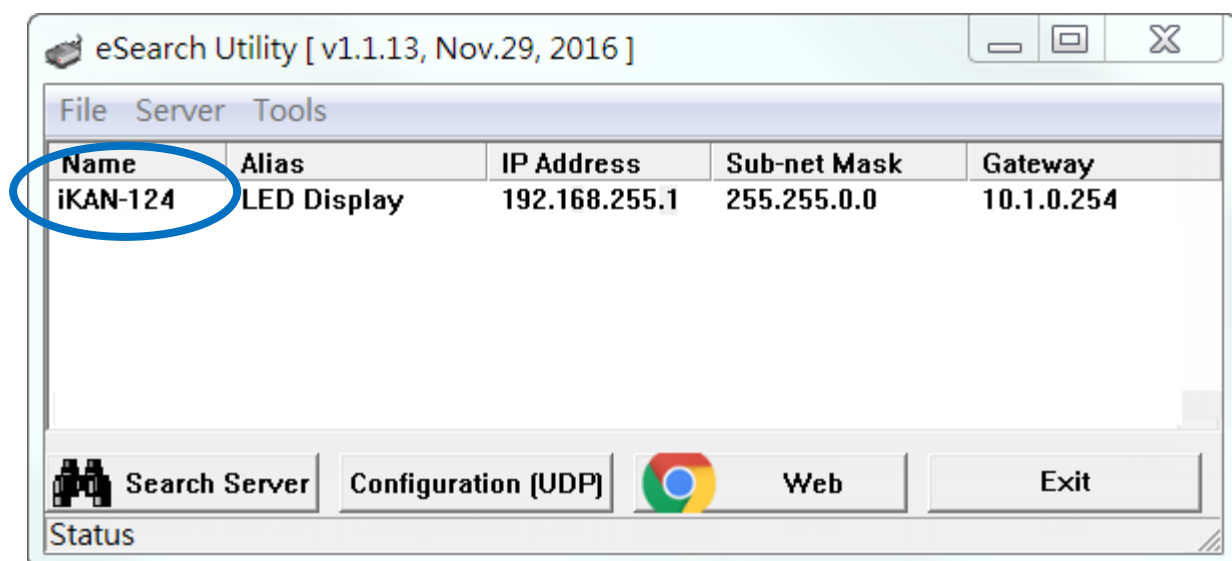 eSearch Utility [ v1.1.13, Nov.29, 2016 ]
File Server Tools
Name Alias IP Address Sub-net Mask Gateway
iKAN-124 LED Display 192.168.255.1 255.255.0.0 10.1.0.254
Search Server Configuration (UDP) Web Exit
Status